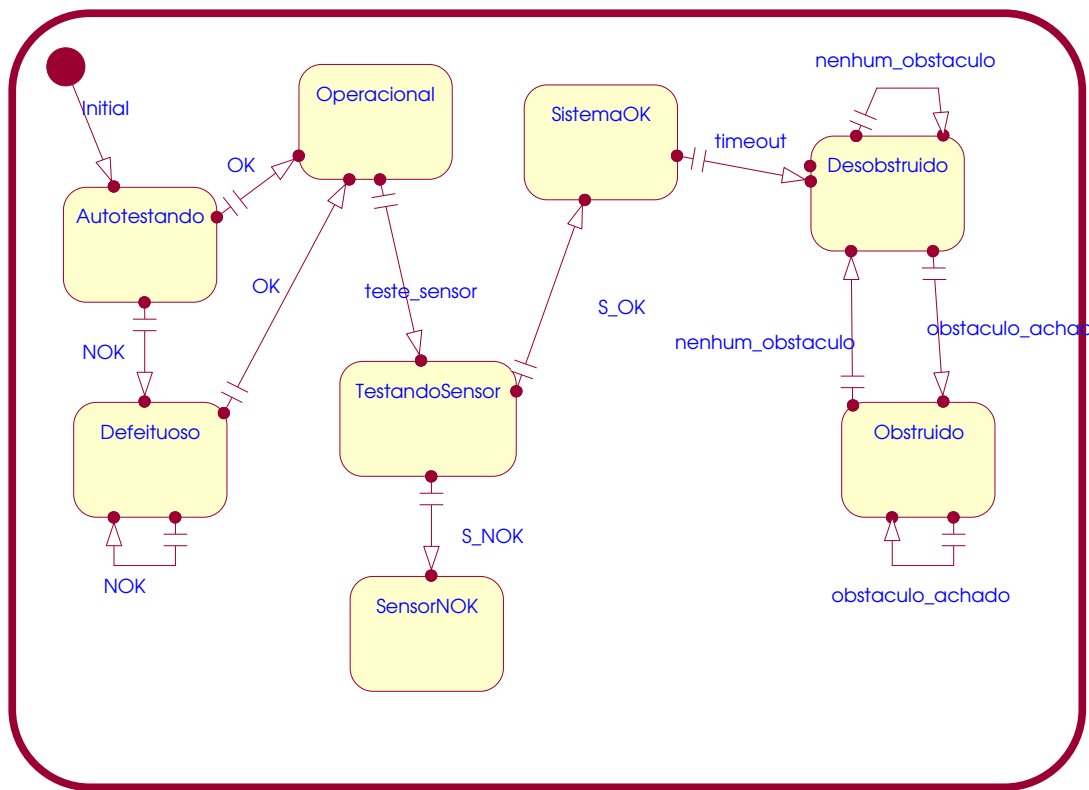 nenhum_obstaculo
Initial
Operacional
SistemaOK
timeout
OK
Desobstruido
Autotestando
OK
teste_sensor
S_OK
NOK
nenhum_obstaculo
obstaculo_achad
TestandoSensor
Defeituoso
Obstruido
S_NOK
NOK
obstaculo_achado
SensorNOK